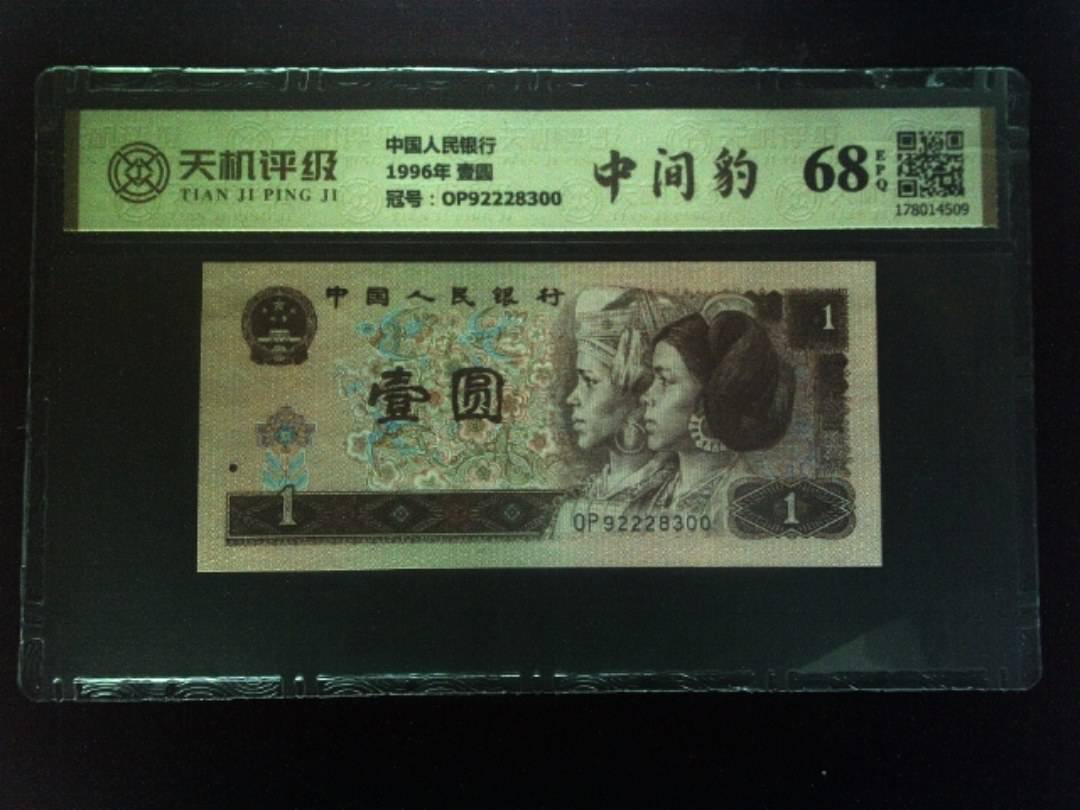 天机评级
TIAN JI PING JI
中国人民银行
1996年 壹圆
冠号：OP92228300
中间豹
68
EPQ
178014509
中国人民银行
1
壹圆
1
OP92228300
1